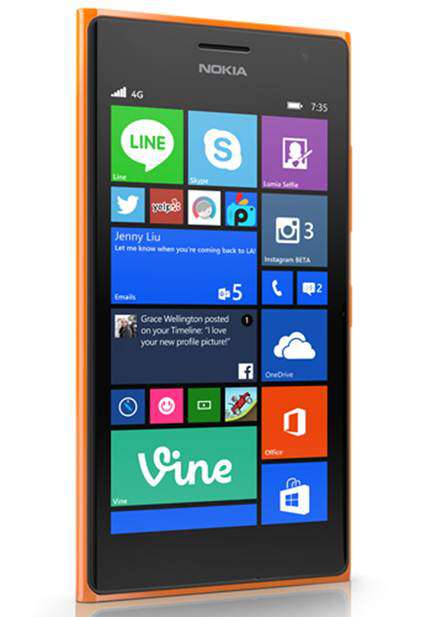 NOKIA
4G
7:35
LINE
Line
S
Skype
Lumia Selfie
yelp
p
3
Instagram BETA
Jenny Liu
Let me know when you're coming back to LA!
Emails
5
2
Grace Wellington posted
on your Timeline: "I love
your new profile picture!"
1
f
OneDrive
Office
Vine
Vine